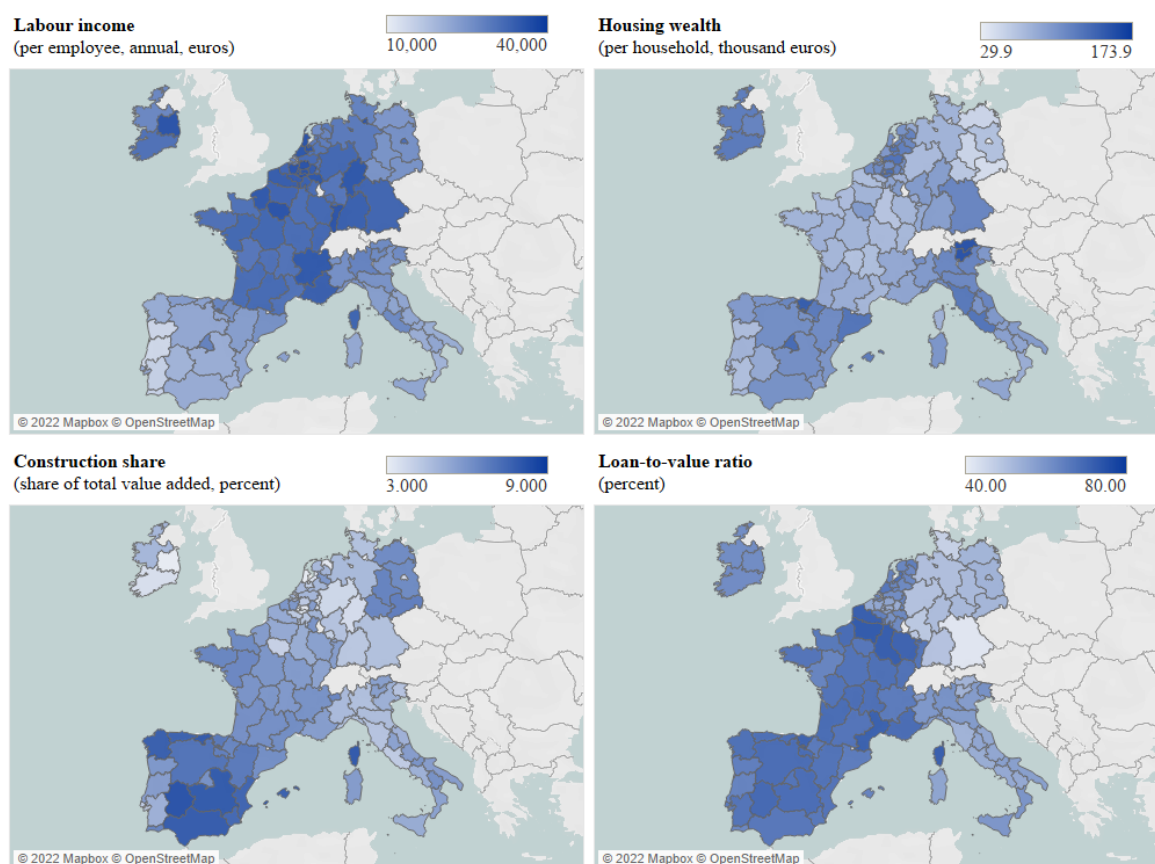 Labour income
(per employee, annual, euros)
10,000 40,000
Housing wealth
(per household, thousand euros)
29.9 173.9
© 2022 Mapbox © OpenStreetMap
© 2022 Mapbox © OpenStreetMap
Construction share
(share of total value added, percent)
3.000 9.000
Loan-to-value ratio
(percent)
40.00 80.00
© 2022 Mapbox © OpenStreetMap
© 2022 Mapbox © OpenStreetMap